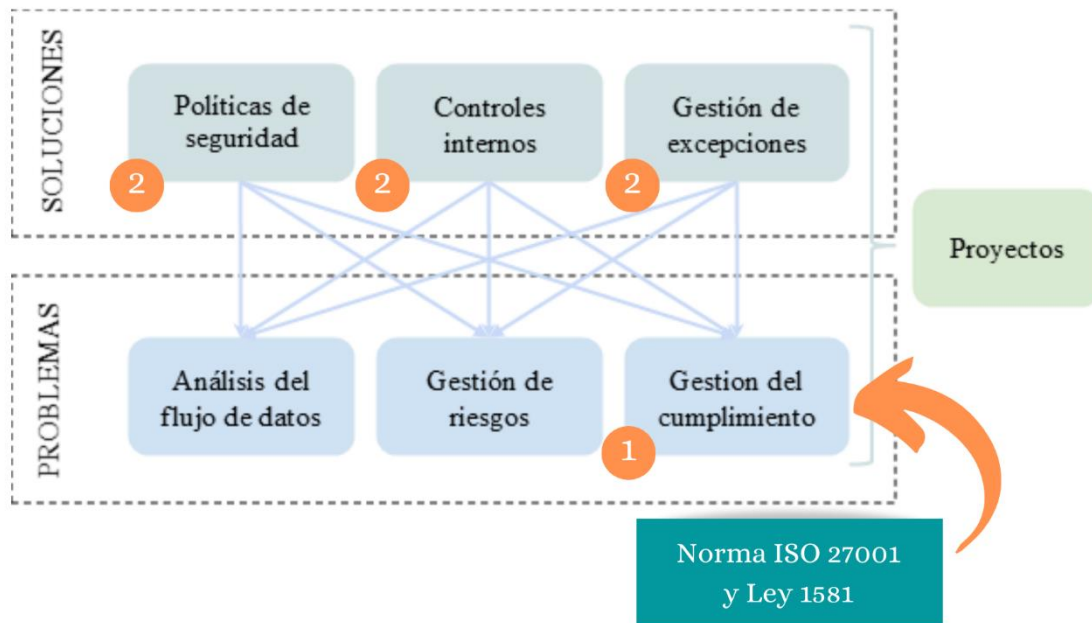 SOLUCIONES
Políticas de
seguridad
2
Controles
internos
2
Gestión de
excepciones
2
Proyectos
PROBLEMAS
Análisis del
flujo de datos
Gestión de
riesgos
Gestion del
cumplimiento
1
Norma ISO 27001
y Ley 1581